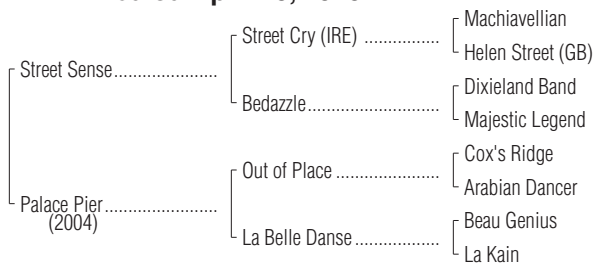 Machiavellian
Street Cry (IRE) ..................
Helen Street (GB)
Street Sense........................
Dixieland Band
Bedazzle...............................
Majestic Legend
Cox's Ridge
Out of Place ........................
Arabian Dancer
Palace Pier..........................
(2004)
Beau Genius
La Belle Danse....................
La Kain